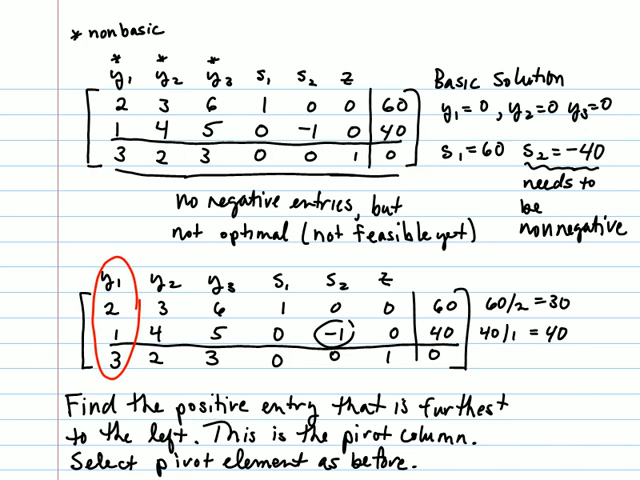 * nonbasic
* * *
y₁ y₂ y₃ s₁ s₂ z
2 3 6 1 0 0 60
1 4 5 0 -1 0 40
3 2 3 0 0 1 0
Basic Solution
y₁=0, y₂=0 y₃=0
s₁=60 s₂=-40
needs to
be
nonnegative
no negative entries, but
not optimal (not feasible yet)
y₁ y₂ y₃ s₁ s₂ z
2 3 6 1 0 0 60 60/2 = 30
1 4 5 0 -1 0 40 40/1 = 40
3 2 3 0 0 1 0
Find the positive entry that is furthest
to the left. This is the pivot column.
Select pivot element as before.